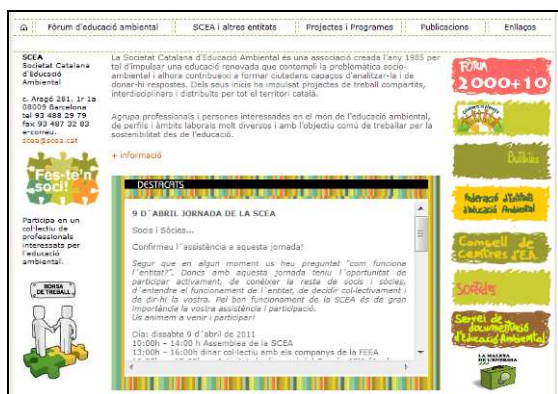 Fòrum d'educació ambiental
SCEA i altres entitats
Projectes i Programes
Publicacions
Enllaços
SCEA
Societat Catalana
d'Educació
Ambiental
c. Aragó 281, 1r 1a
08009 Barcelona
tel 93 488 29 79
fax 93 487 32 83
e-correu.
scea@scea.cat
Fes-te'n
soci!
Participa en un
col·lectiu de
professionals
interessats per
l'educació
ambiental.
BORSA
DE TREBALL
La Societat Catalana d'Educació Ambiental és una associació creada l'any 1985 per
tal d'impulsar una educació renovada que contempli la problemàtica socio-
ambiental i alhora contribueixi a formar ciutadans capaços d'analitzar-la i de
donar-hi respostes. Dels seus inicis ha impulsat projectes de treball compartits,
interdisciplinars i distribuïts per tot el territori català.
Agrupa professionals i persones interessades en el món de l'educació ambiental,
de perfils i àmbits laborals molt diversos i amb l'objectiu comú de treballar per la
sostenibilitat des de l'educació.
+ informació
DESTACATS
9 D´ABRIL JORNADA DE LA SCEA
Socis i Sòcies...
Confirmeu l´assistència a aquesta jornada!
Segur que en algun moment us heu preguntat "com funciona
l´entitat?". Doncs amb aquesta jornada teniu l´oportunitat de
participar activament, de conèixer la resta de socis i sòcies,
d´entendre el funcionament de l´entitat, de decidir col·lectivament i
de dir-hi la vostra. Pel bon funcionament de la SCEA és de gran
importància la vostra assistència i participació.
Us animem a venir i participar!
Dia: dissabte 9 d´abril de 2011
10:00h – 14:00 h Assemblea de la SCEA
13:00h – 16:00h dinar col·lectiu amb els companys de la FEEA
FÒRUM
2000+10
Butlletins
Federació d'Entitats
d'Educació Ambiental
Consell de
Centres d'EA
Societes
Servei de
documentació
d'Educació Ambiental
LA MALETA
DE L'ENERGIA